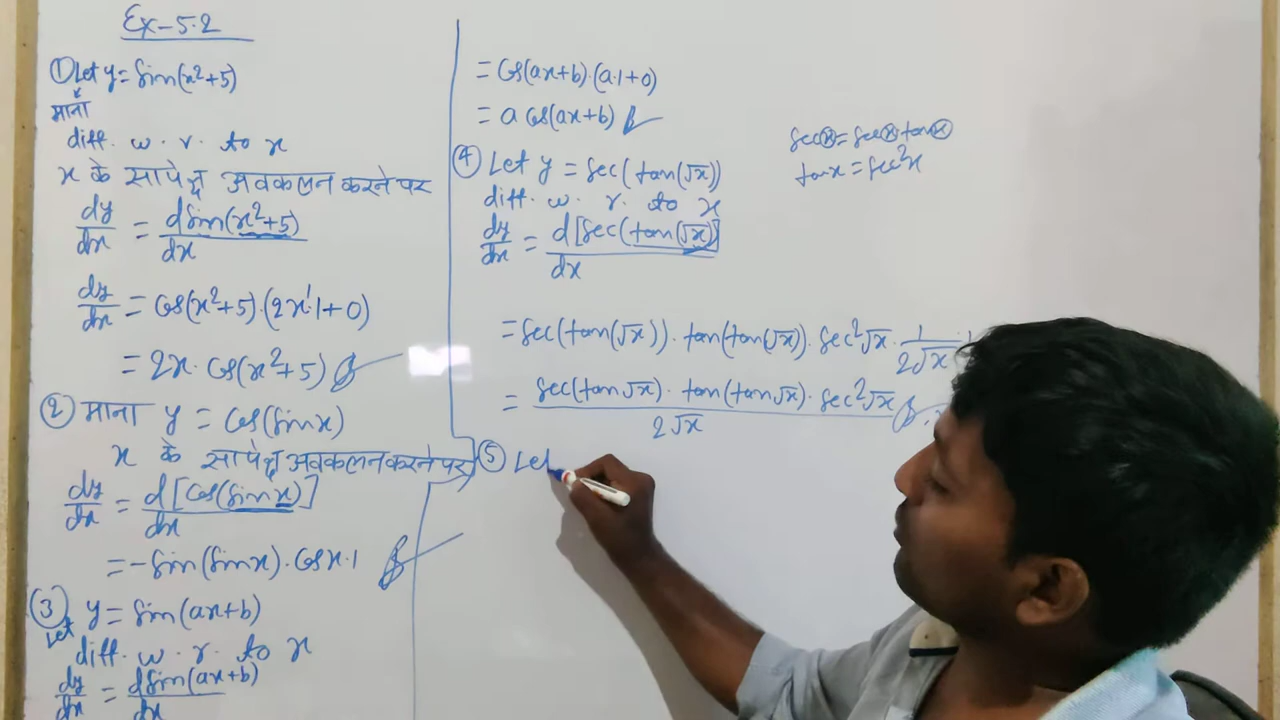 Ex-5.2
① Let y = Sin(x²+5)
माना
diff. w. r. to x
x के सापेक्ष अवकलन करने पर
dy/dx = d Sin(x²+5)/dx
dy/dx = Cos(x²+5).(2x¹.1+0)
= 2x. Cos(x²+5)
② माना y = Cos(Sinx)
x के सापेक्ष अवकलन करने पर
dy/dx = d[Cos(Sinx)]/dx
= -Sin(Sinx). Cosx.1
③ y = Sin(ax+b)
Let
diff. w. r. to x
dy/dx = dSin(ax+b)/dx
= Cos(ax+b).(a.1+0)
= a Cos(ax+b)
④ Let y = Sec(tan(√x))
diff. w. r. to x
dy/dx = d[Sec(tan(√x)]/dx
= Sec(tan(√x)). tan(tan(√x)). Sec²√x. 1/2√x
= Sec(tan√x). tan(tan√x). Sec²√x/2√x
⑤ Let
Secx = Secx tanx
tanx = Sec²x